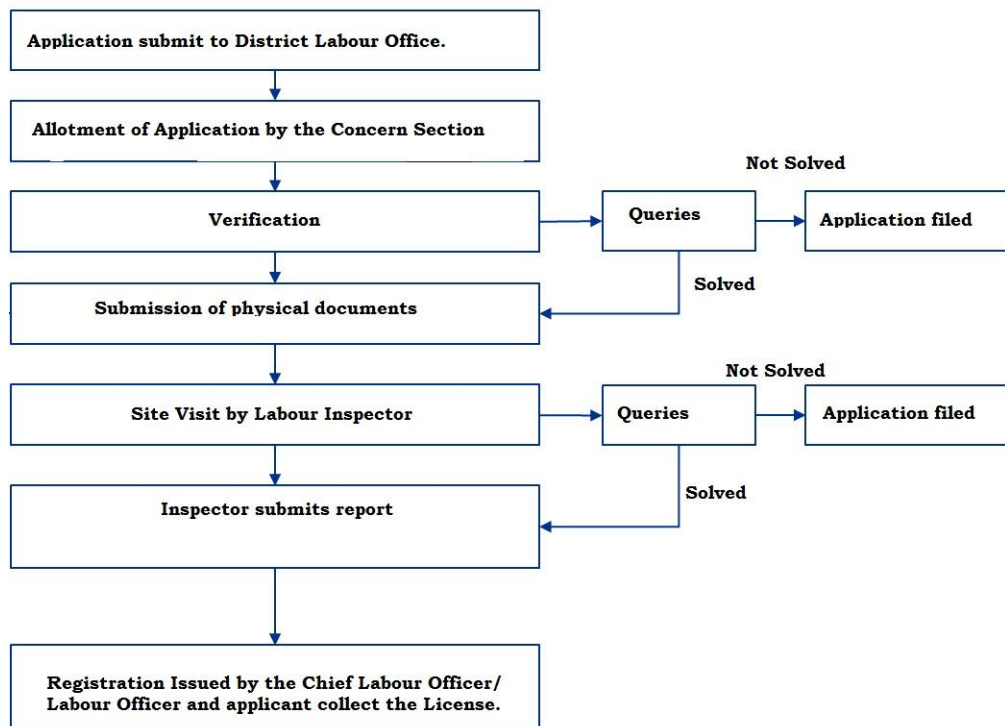 Application submit to District Labour Office.
Allotment of Application by the Concern Section
Not Solved
Verification
Queries
Application filed
Solved
Submission of physical documents
Not Solved
Site Visit by Labour Inspector
Queries
Application filed
Solved
Inspector submits report
Registration Issued by the Chief Labour Officer/
Labour Officer and applicant collect the License.